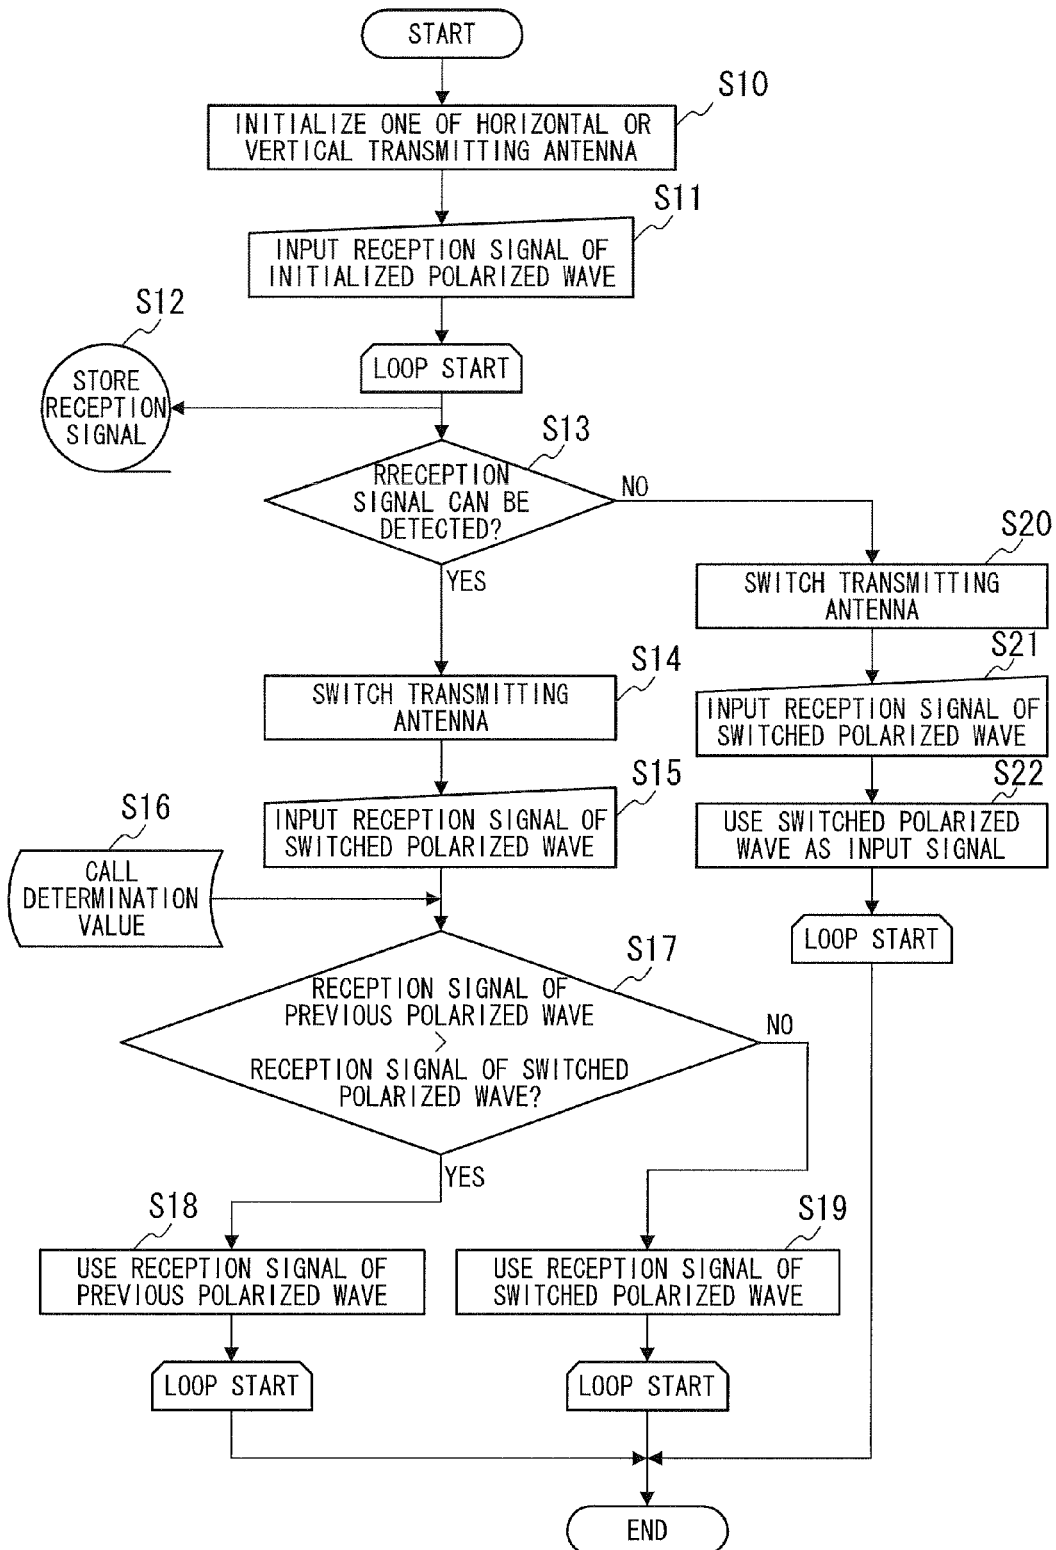 START
S10
INITIALIZE ONE OF HORIZONTAL OR
VERTICAL TRANSMITTING ANTENNA
S11
INPUT RECEPTION SIGNAL OF
INITIALIZED POLARIZED WAVE
S12
STORE
RECEPTION
SIGNAL
LOOP START
S13
RRECEPTION
SIGNAL CAN BE
DETECTED?
NO
YES
S20
SWITCH TRANSMITTING
ANTENNA
S14
SWITCH TRANSMITTING
ANTENNA
S21
INPUT RECEPTION SIGNAL OF
SWITCHED POLARIZED WAVE
S15
INPUT RECEPTION SIGNAL OF
SWITCHED POLARIZED WAVE
S22
USE SWITCHED POLARIZED
WAVE AS INPUT SIGNAL
S16
CALL
DETERMINATION
VALUE
LOOP START
S17
RECEPTION SIGNAL OF
PREVIOUS POLARIZED WAVE
>
RECEPTION SIGNAL OF SWITCHED
POLARIZED WAVE?
NO
YES
S18
USE RECEPTION SIGNAL OF
PREVIOUS POLARIZED WAVE
S19
USE RECEPTION SIGNAL OF
SWITCHED POLARIZED WAVE
LOOP START
LOOP START
END